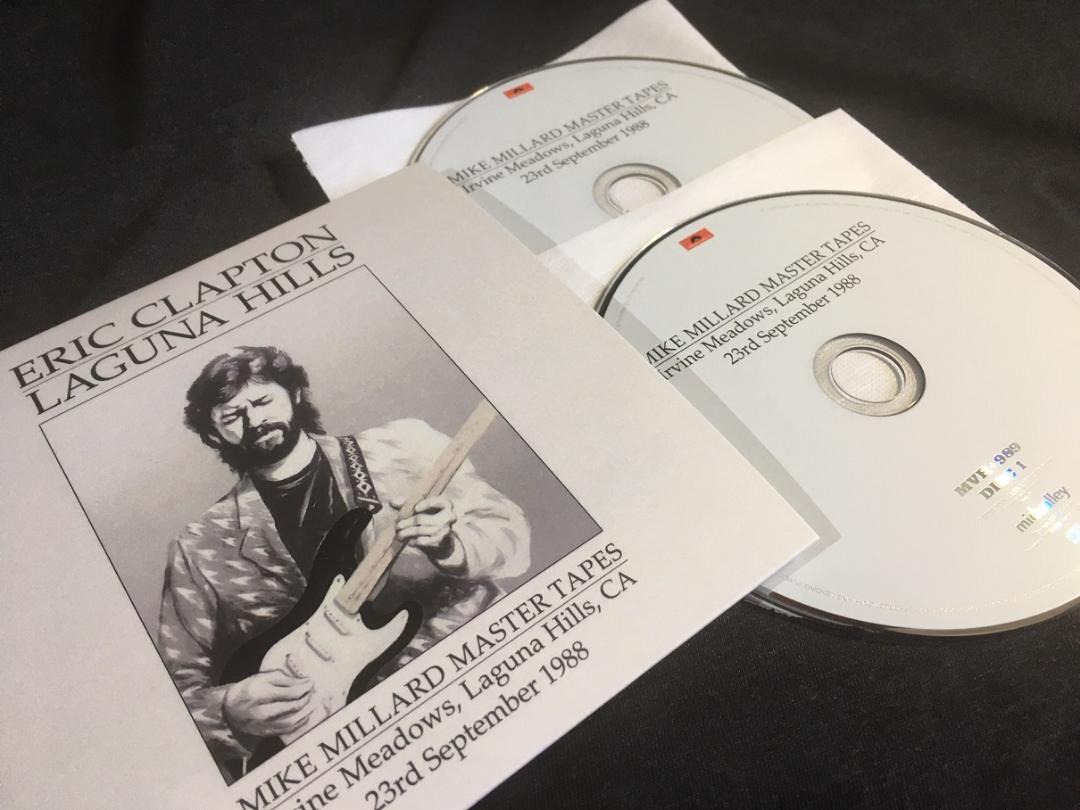 ERIC CLAPTON
LAGUNA HILLS
MIKE MILLARD MASTER TAPES
Irvine Meadows, Laguna Hills, CA
23rd September 1988
MIKE MILLARD MASTER TAPES
Irvine Meadows, Laguna Hills, CA
23rd September 1988
MIKE MILLARD MASTER TAPES
Meadows, Laguna Hills, CA
23rd September 1988
DISC 1